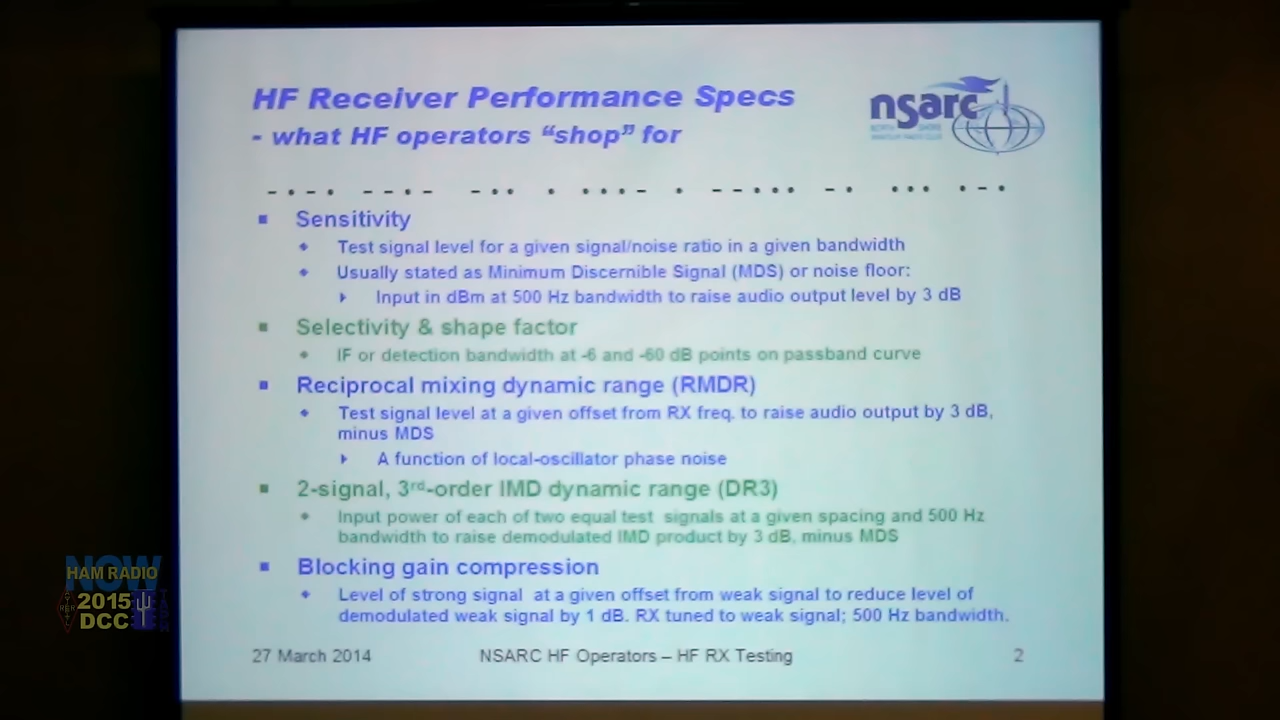 HF Receiver Performance Specs
- what HF operators “shop” for
nsarc
▪ Sensitivity
Test signal level for a given signal/noise ratio in a given bandwidth
Usually stated as Minimum Discernible Signal (MDS) or noise floor:
Input in dBm at 500 Hz bandwidth to raise audio output level by 3 dB
▪ Selectivity & shape factor
IF or detection bandwidth at -6 and -60 dB points on passband curve
▪ Reciprocal mixing dynamic range (RMDR)
Test signal level at a given offset from RX freq. to raise audio output by 3 dB,
minus MDS
A function of local-oscillator phase noise
▪ 2-signal, 3rd-order IMD dynamic range (DR3)
Input power of each of two equal test signals at a given spacing and 500 Hz
bandwidth to raise demodulated IMD product by 3 dB, minus MDS
▪ Blocking gain compression
Level of strong signal at a given offset from weak signal to reduce level of
demodulated weak signal by 1 dB. RX tuned to weak signal; 500 Hz bandwidth.
27 March 2014 NSARC HF Operators – HF RX Testing 2
NOW
HAM RADIO
2015
DCC
TAPR